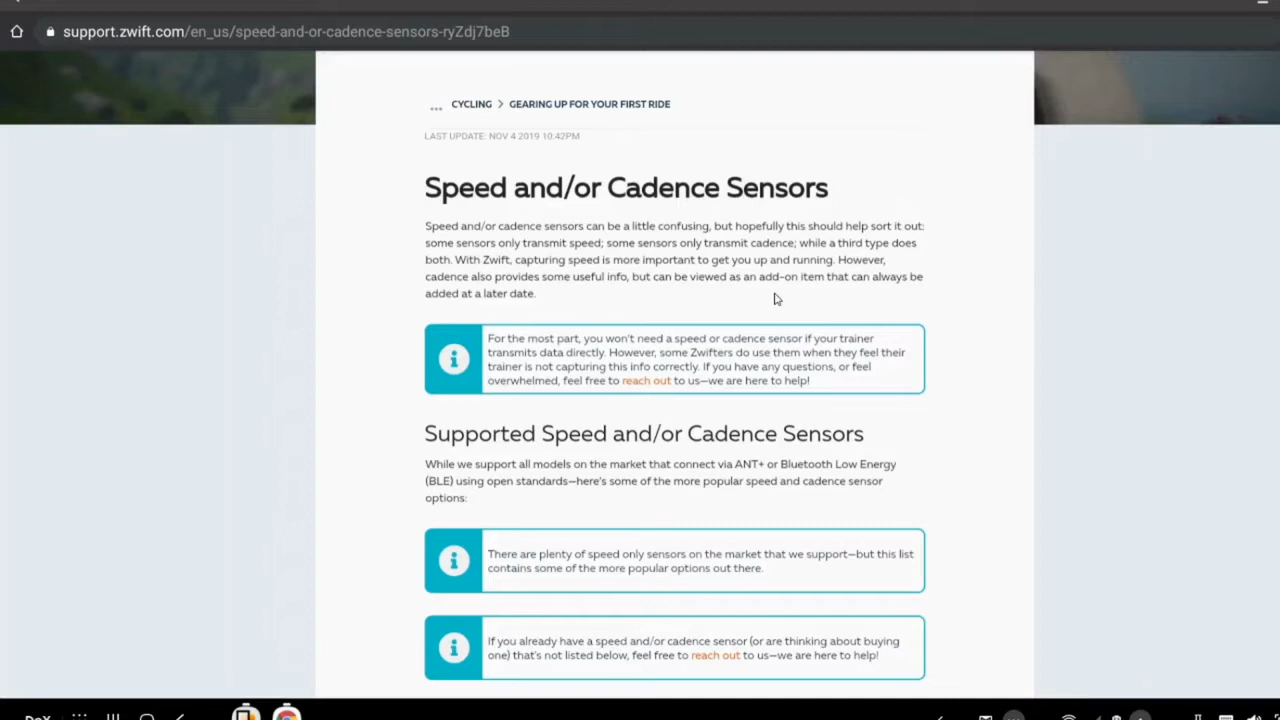 support.zwift.com/en_us/speed-and-or-cadence-sensors-ryZdj7beB
... CYCLING > GEARING UP FOR YOUR FIRST RIDE
LAST UPDATE: NOV 4 2019 10:42PM
Speed and/or Cadence Sensors
Speed and/or cadence sensors can be a little confusing, but hopefully this should help sort it out:
some sensors only transmit speed; some sensors only transmit cadence; while a third type does
both. With Zwift, capturing speed is more important to get you up and running. However,
cadence also provides some useful info, but can be viewed as an add-on item that can always be
added at a later date.
For the most part, you won't need a speed or cadence sensor if your trainer
transmits data directly. However, some Zwifters do use them when they feel their
trainer is not capturing this info correctly. If you have any questions, or feel
overwhelmed, feel free to reach out to us—we are here to help!
Supported Speed and/or Cadence Sensors
While we support all models on the market that connect via ANT+ or Bluetooth Low Energy
(BLE) using open standards—here's some of the more popular speed and cadence sensor
options:
There are plenty of speed only sensors on the market that we support—but this list
contains some of the more popular options out there.
If you already have a speed and/or cadence sensor (or are thinking about buying
one) that's not listed below, feel free to reach out to us—we are here to help!
DeX